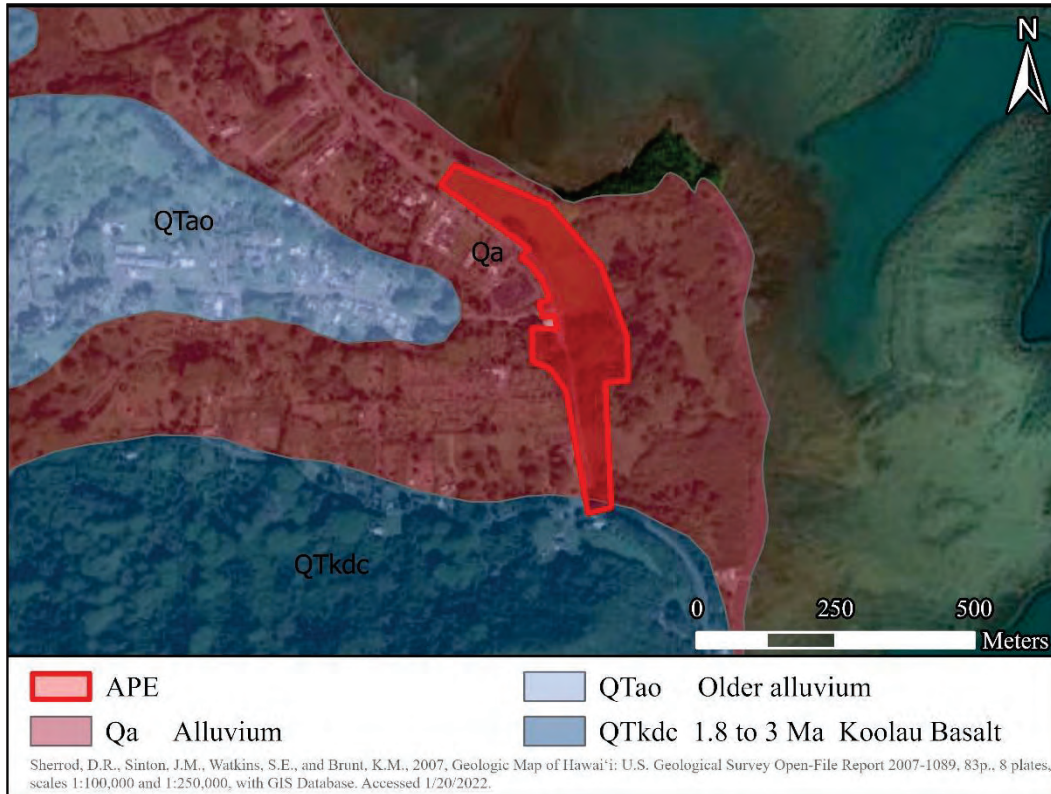 N
QTao
Qa
QTkdc
0 250 500
Meters
APE
Qa Alluvium
QTao Older alluvium
QTkdc 1.8 to 3 Ma Koolau Basalt
Sherrod, D.R., Sinton, J.M., Watkins, S.E., and Brunt, K.M., 2007, Geologic Map of Hawai‘i: U.S. Geological Survey Open-File Report 2007-1089, 83p., 8 plates,
scales 1:100,000 and 1:250,000, with GIS Database. Accessed 1/20/2022.